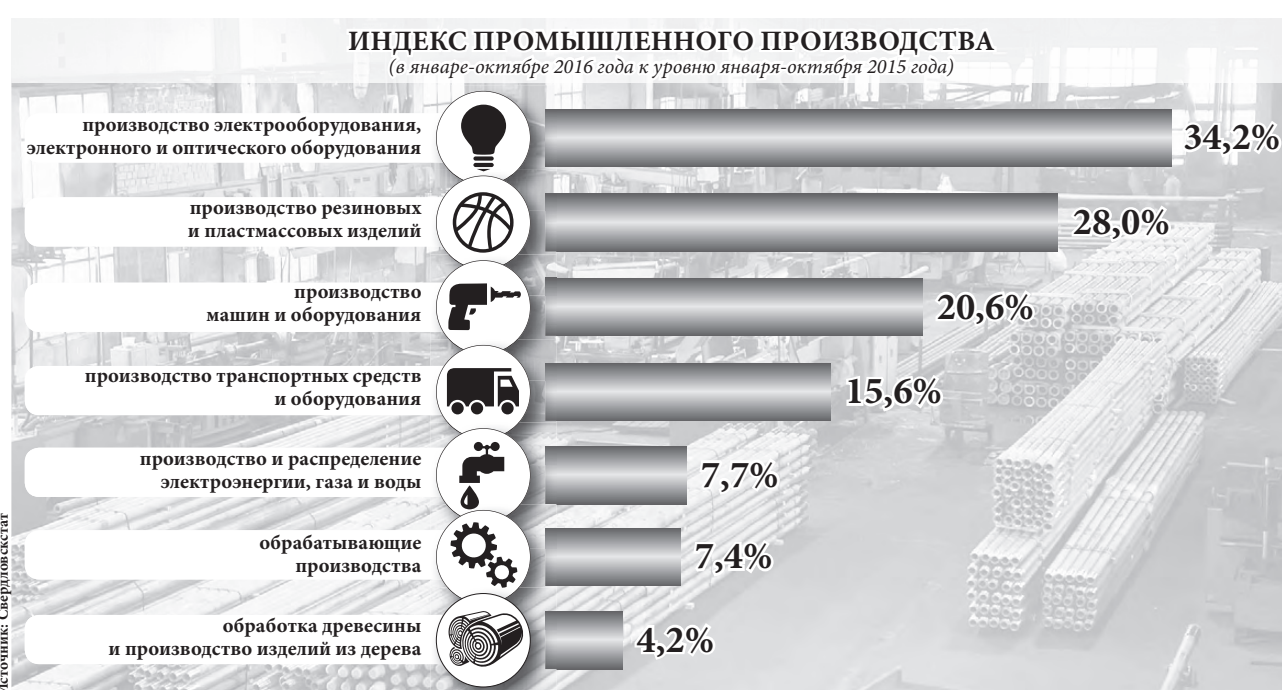 ИНДЕКС ПРОМЫШЛЕННОГО ПРОИЗВОДСТВА
(в январе-октябре 2016 года к уровню января-октября 2015 года)
производство электрооборудования,
электронного и оптического оборудования
34,2%
производство резиновых
и пластмассовых изделий
28,0%
производство
машин и оборудования
20,6%
производство транспортных средств
и оборудования
15,6%
производство и распределение
электроэнергии, газа и воды
7,7%
обрабатывающие
производства
7,4%
обработка древесины
и производство изделий из дерева
4,2%
Источник: Свердловскстат